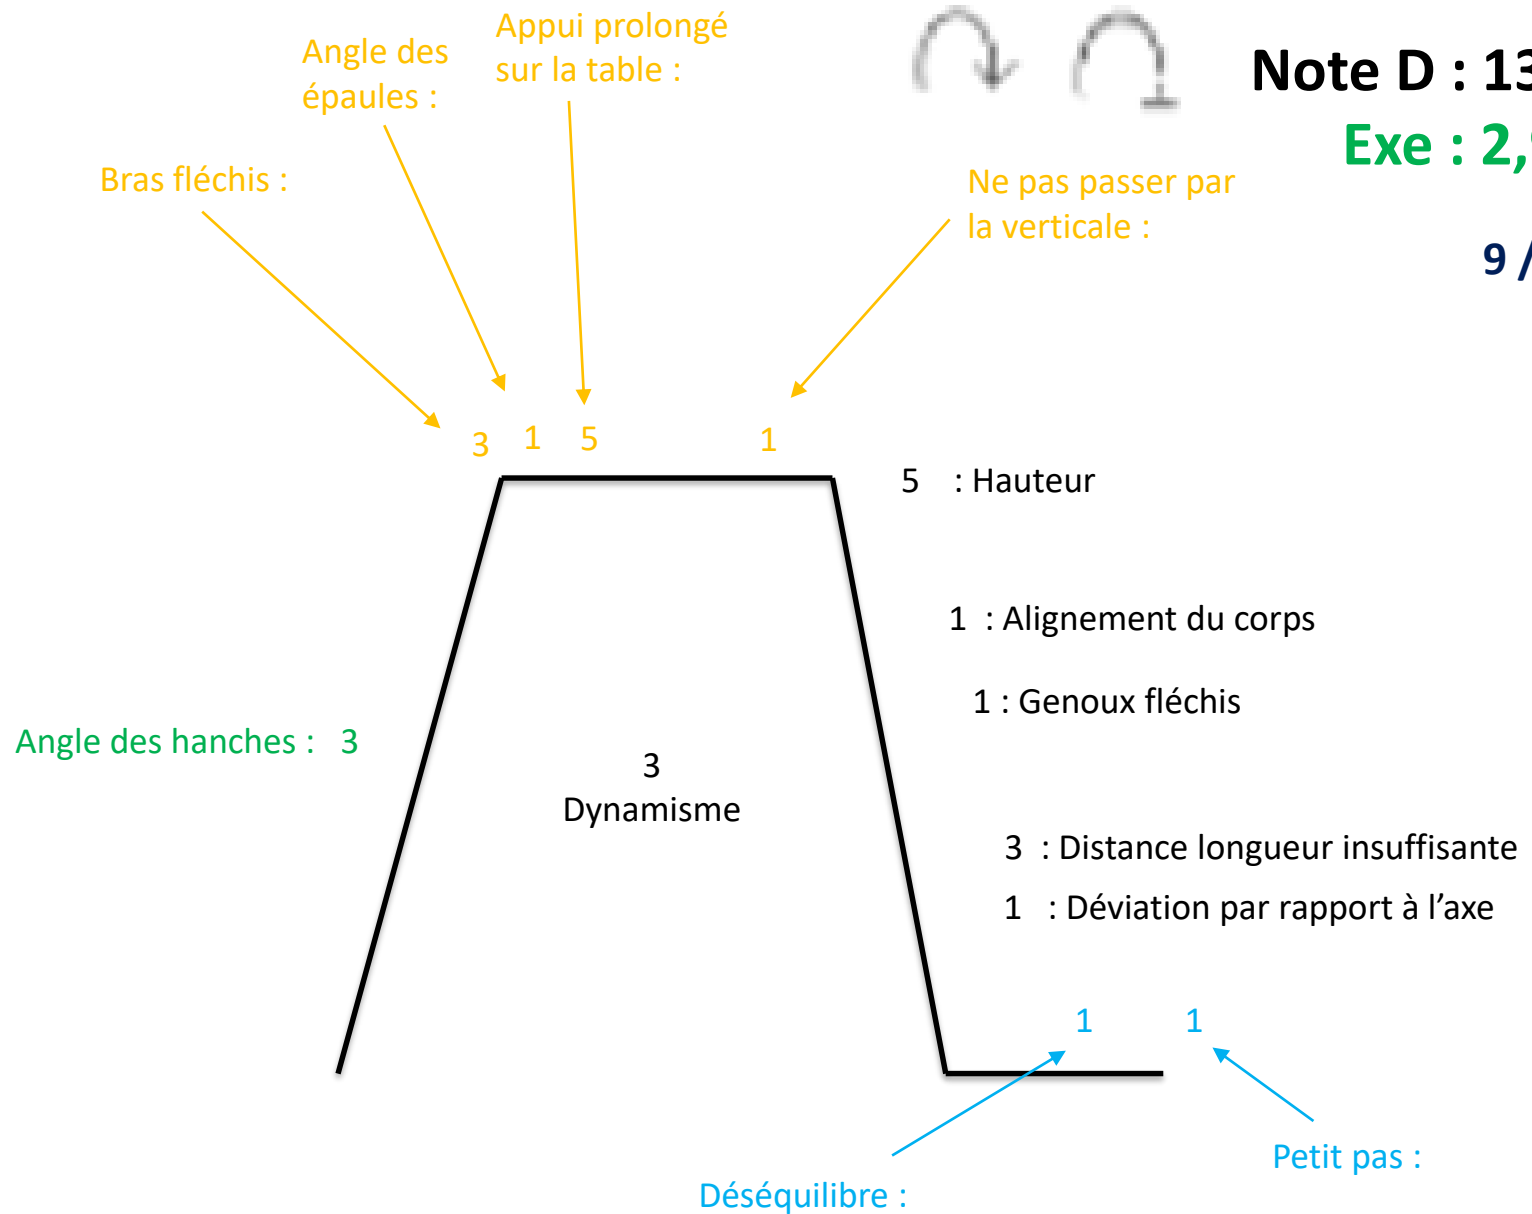 Appui prolongé
sur la table :
Angle des
épaules :
Note D : 13
Exe : 2,
Bras fléchis :
Ne pas passer par
la verticale :
9 /
3 1 5 1
5 : Hauteur
1 : Alignement du corps
1 : Genoux fléchis
Angle des hanches : 3
3
Dynamisme
3 : Distance longueur insuffisante
1 : Déviation par rapport à l’axe
1 1
Petit pas :
Déséquilibre :